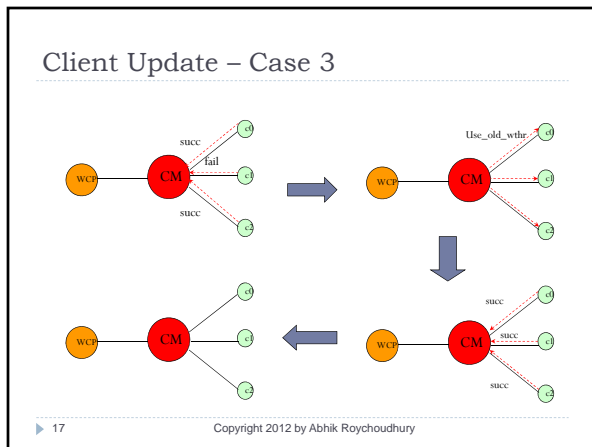 Client Update – Case 3
succ
fail
succ
WCP
CM
c0
c1
c2
Use_old_wthr
WCP
CM
c0
c1
c2
WCP
CM
c0
c1
c2
succ
succ
succ
WCP
CM
c0
c1
c2
17
Copyright 2012 by Abhik Roychoudhury